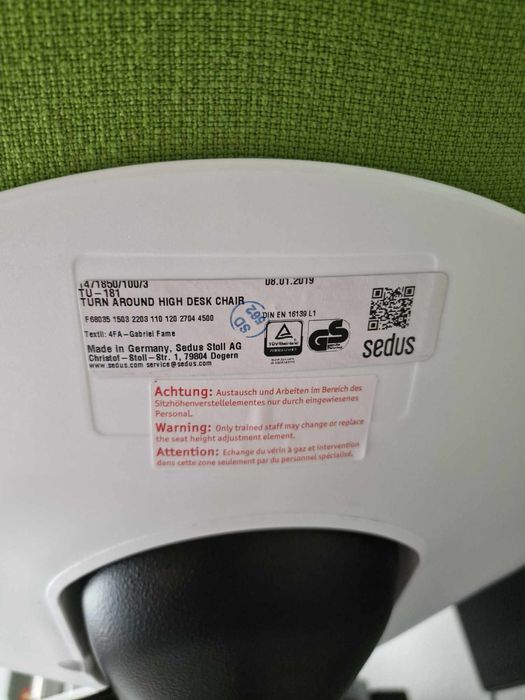 1471850/100/3 08.01.2019
TU-181
TURN AROUND HIGH DESK CHAIR
F68035 1503 2203 110 120 2704 4500
SD 562
DIN EN 16139 L1
Textil: 4FA-Gabriel Fame
Made in Germany, Sedus Stoll AG
Christof-Stoll-Str. 1, 79804 Dogern
www.sedus.com service@sedus.com
GS
sedus
Achtung: Austausch und Arbeiten im Bereich des
Sitzhöhenverstellelementes nur durch eingewiesenes
Personal.
Warning: Only trained staff may change or replace
the seat height adjustment element.
Attention: Echange du vérin à gaz et intervention
dans cette zone seulement par du personnel spécialisé.